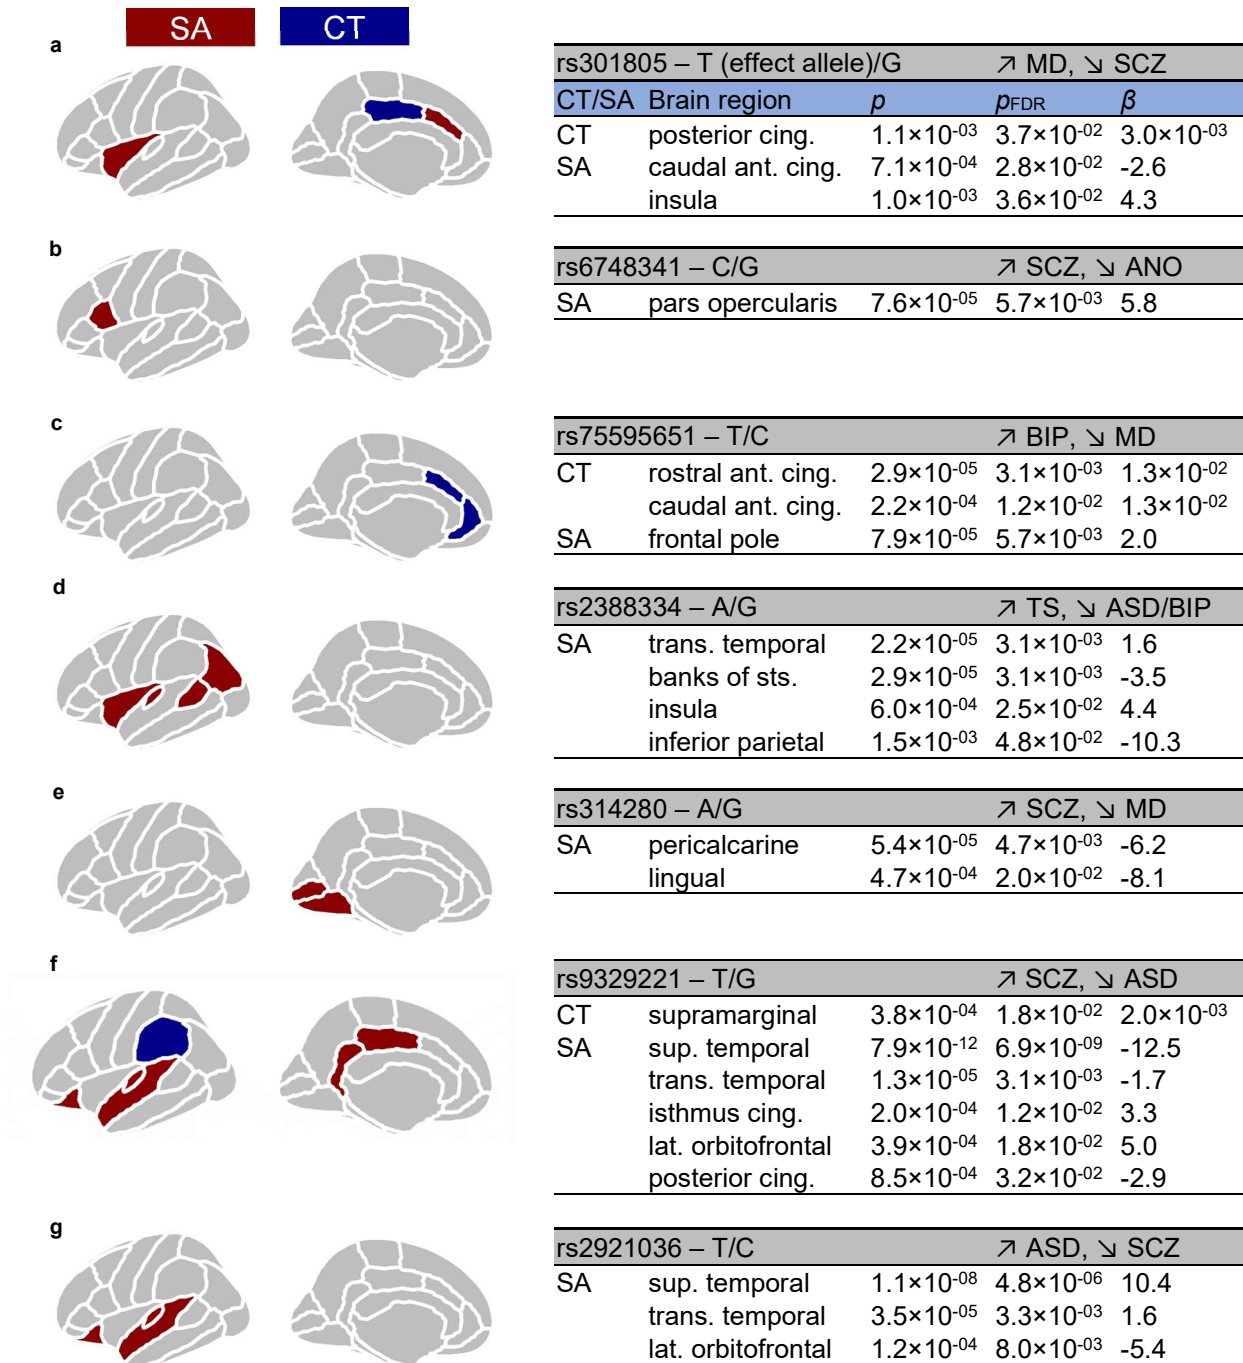 SA CT
a
rs301805 – T (effect allele)/G ↗ MD, ↘ SCZ
CT/SA Brain region p pFDR β
CT posterior cing. 1.1×10-03 3.7×10-02 3.0×10-03
SA caudal ant. cing. 7.1×10-04 2.8×10-02 -2.6
insula 1.0×10-03 3.6×10-02 4.3
b
rs6748341 – C/G ↗ SCZ, ↘ ANO
SA pars opercularis 7.6×10-05 5.7×10-03 5.8
c
rs75595651 – T/C ↗ BIP, ↘ MD
CT rostral ant. cing. 2.9×10-05 3.1×10-03 1.3×10-02
caudal ant. cing. 2.2×10-04 1.2×10-02 1.3×10-02
SA frontal pole 7.9×10-05 5.7×10-03 2.0
d
rs2388334 – A/G ↗ TS, ↘ ASD/BIP
SA trans. temporal 2.2×10-05 3.1×10-03 1.6
banks of sts. 2.9×10-05 3.1×10-03 -3.5
insula 6.0×10-04 2.5×10-02 4.4
inferior parietal 1.5×10-03 4.8×10-02 -10.3
e
rs314280 – A/G ↗ SCZ, ↘ MD
SA pericalcarine 5.4×10-05 4.7×10-03 -6.2
lingual 4.7×10-04 2.0×10-02 -8.1
f
rs9329221 – T/G ↗ SCZ, ↘ ASD
CT supramarginal 3.8×10-04 1.8×10-02 2.0×10-03
SA sup. temporal 7.9×10-12 6.9×10-09 -12.5
trans. temporal 1.3×10-05 3.1×10-03 -1.7
isthmus cing. 2.0×10-04 1.2×10-02 3.3
lat. orbitofrontal 3.9×10-04 1.8×10-02 5.0
posterior cing. 8.5×10-04 3.2×10-02 -2.9
g
rs2921036 – T/C ↗ ASD, ↘ SCZ
SA sup. temporal 1.1×10-08 4.8×10-06 10.4
trans. temporal 3.5×10-05 3.3×10-03 1.6
lat. orbitofrontal 1.2×10-04 8.0×10-03 -5.4